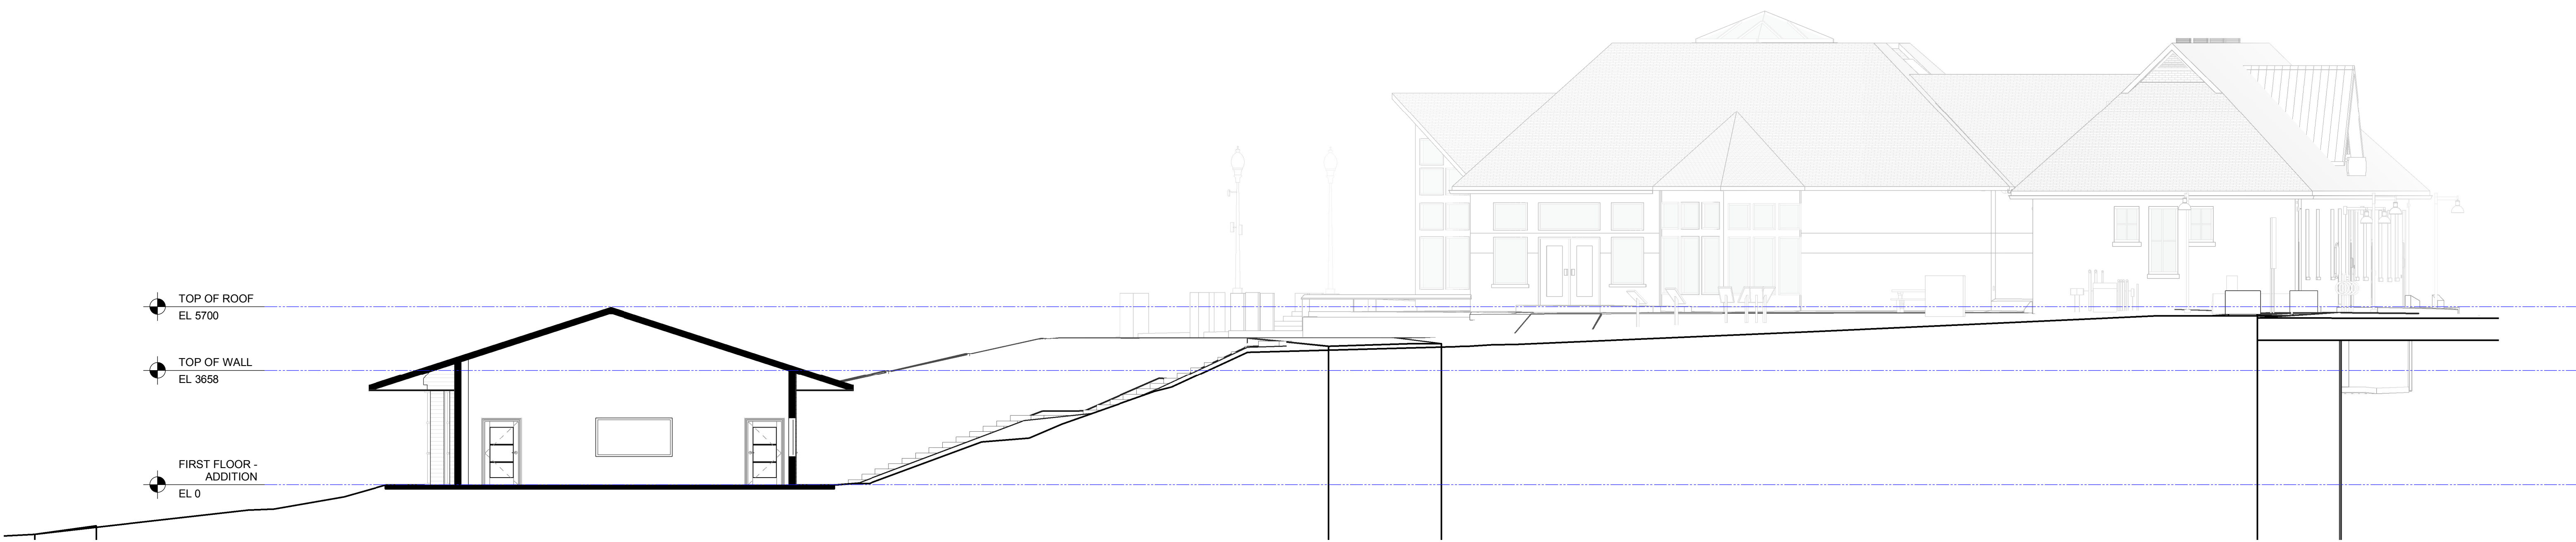 TOP OF ROOF
EL 5700
TOP OF WALL
EL 3658
FIRST FLOOR -
ADDITION
EL 0